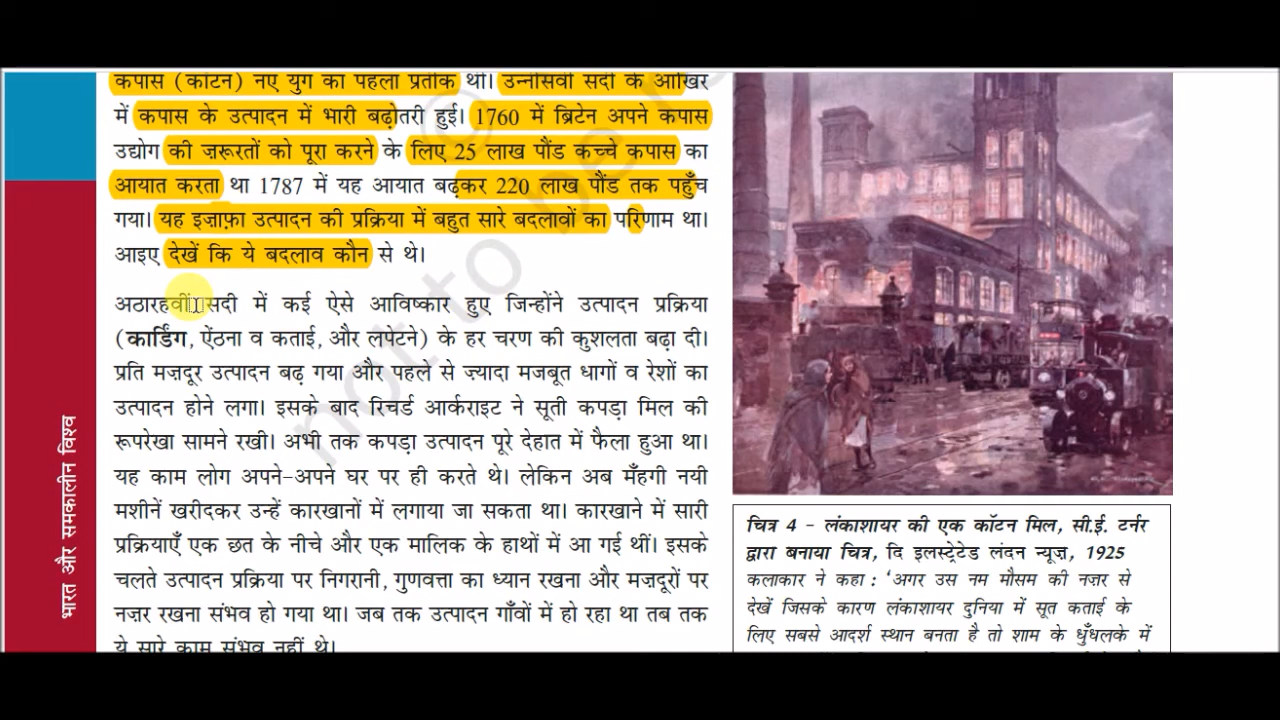 कपास (कॉटन) नए युग का पहला प्रतीक थी। उन्नीसवीं सदी के आखिर
में कपास के उत्पादन में भारी बढ़ोतरी हुई। 1760 में ब्रिटेन अपने कपास
उद्योग की ज़रूरतों को पूरा करने के लिए 25 लाख पौंड कच्चे कपास का
आयात करता था 1787 में यह आयात बढ़कर 220 लाख पौंड तक पहुँच
गया। यह इज़ाफ़ा उत्पादन की प्रक्रिया में बहुत सारे बदलावों का परिणाम था।
आइए देखें कि ये बदलाव कौन से थे।
अठारहवीं सदी में कई ऐसे आविष्कार हुए जिन्होंने उत्पादन प्रक्रिया
(कार्डिंग, ऐंठना व कताई, और लपेटने) के हर चरण की कुशलता बढ़ा दी।
प्रति मज़दूर उत्पादन बढ़ गया और पहले से ज़्यादा मजबूत धागों व रेशों का
उत्पादन होने लगा। इसके बाद रिचर्ड आर्कराइट ने सूती कपड़ा मिल की
रूपरेखा सामने रखी। अभी तक कपड़ा उत्पादन पूरे देहात में फैला हुआ था।
यह काम लोग अपने-अपने घर पर ही करते थे। लेकिन अब मँहगी नयी
मशीनें खरीदकर उन्हें कारखानों में लगाया जा सकता था। कारखाने में सारी
प्रक्रियाएँ एक छत के नीचे और एक मालिक के हाथों में आ गई थीं। इसके
चलते उत्पादन प्रक्रिया पर निगरानी, गुणवत्ता का ध्यान रखना और मज़दूरों पर
नज़र रखना संभव हो गया था। जब तक उत्पादन गाँवों में हो रहा था तब तक
ये सारे काम संभव नहीं थे।
भारत और समकालीन विश्व
चित्र 4 - लंकाशायर की एक कॉटन मिल, सी.ई. टर्नर
द्वारा बनाया चित्र, दि इलस्ट्रेटेड लंदन न्यूज़, 1925
कलाकार ने कहा : 'अगर उस नम मौसम की नज़र से
देखें जिसके कारण लंकाशायर दुनिया में सूत कताई के
लिए सबसे आदर्श स्थान बनता है तो शाम के धुँधलके में
© not to be r